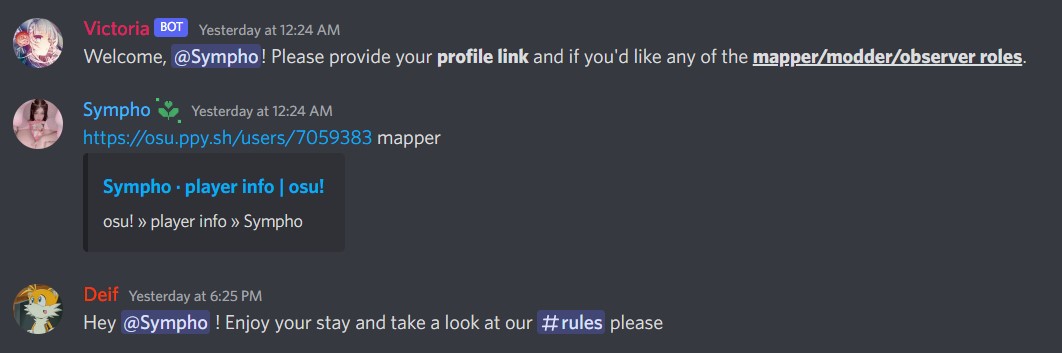 Victoria BOT Yesterday at 12:24 AM
Welcome, @Sympho! Please provide your profile link and if you'd like any of the mapper/modder/observer roles.
Sympho Yesterday at 12:24 AM
https://osu.ppy.sh/users/7059383 mapper
Sympho · player info | osu!
osu! » player info » Sympho
Deif Yesterday at 6:25 PM
Hey @Sympho ! Enjoy your stay and take a look at our #rules please